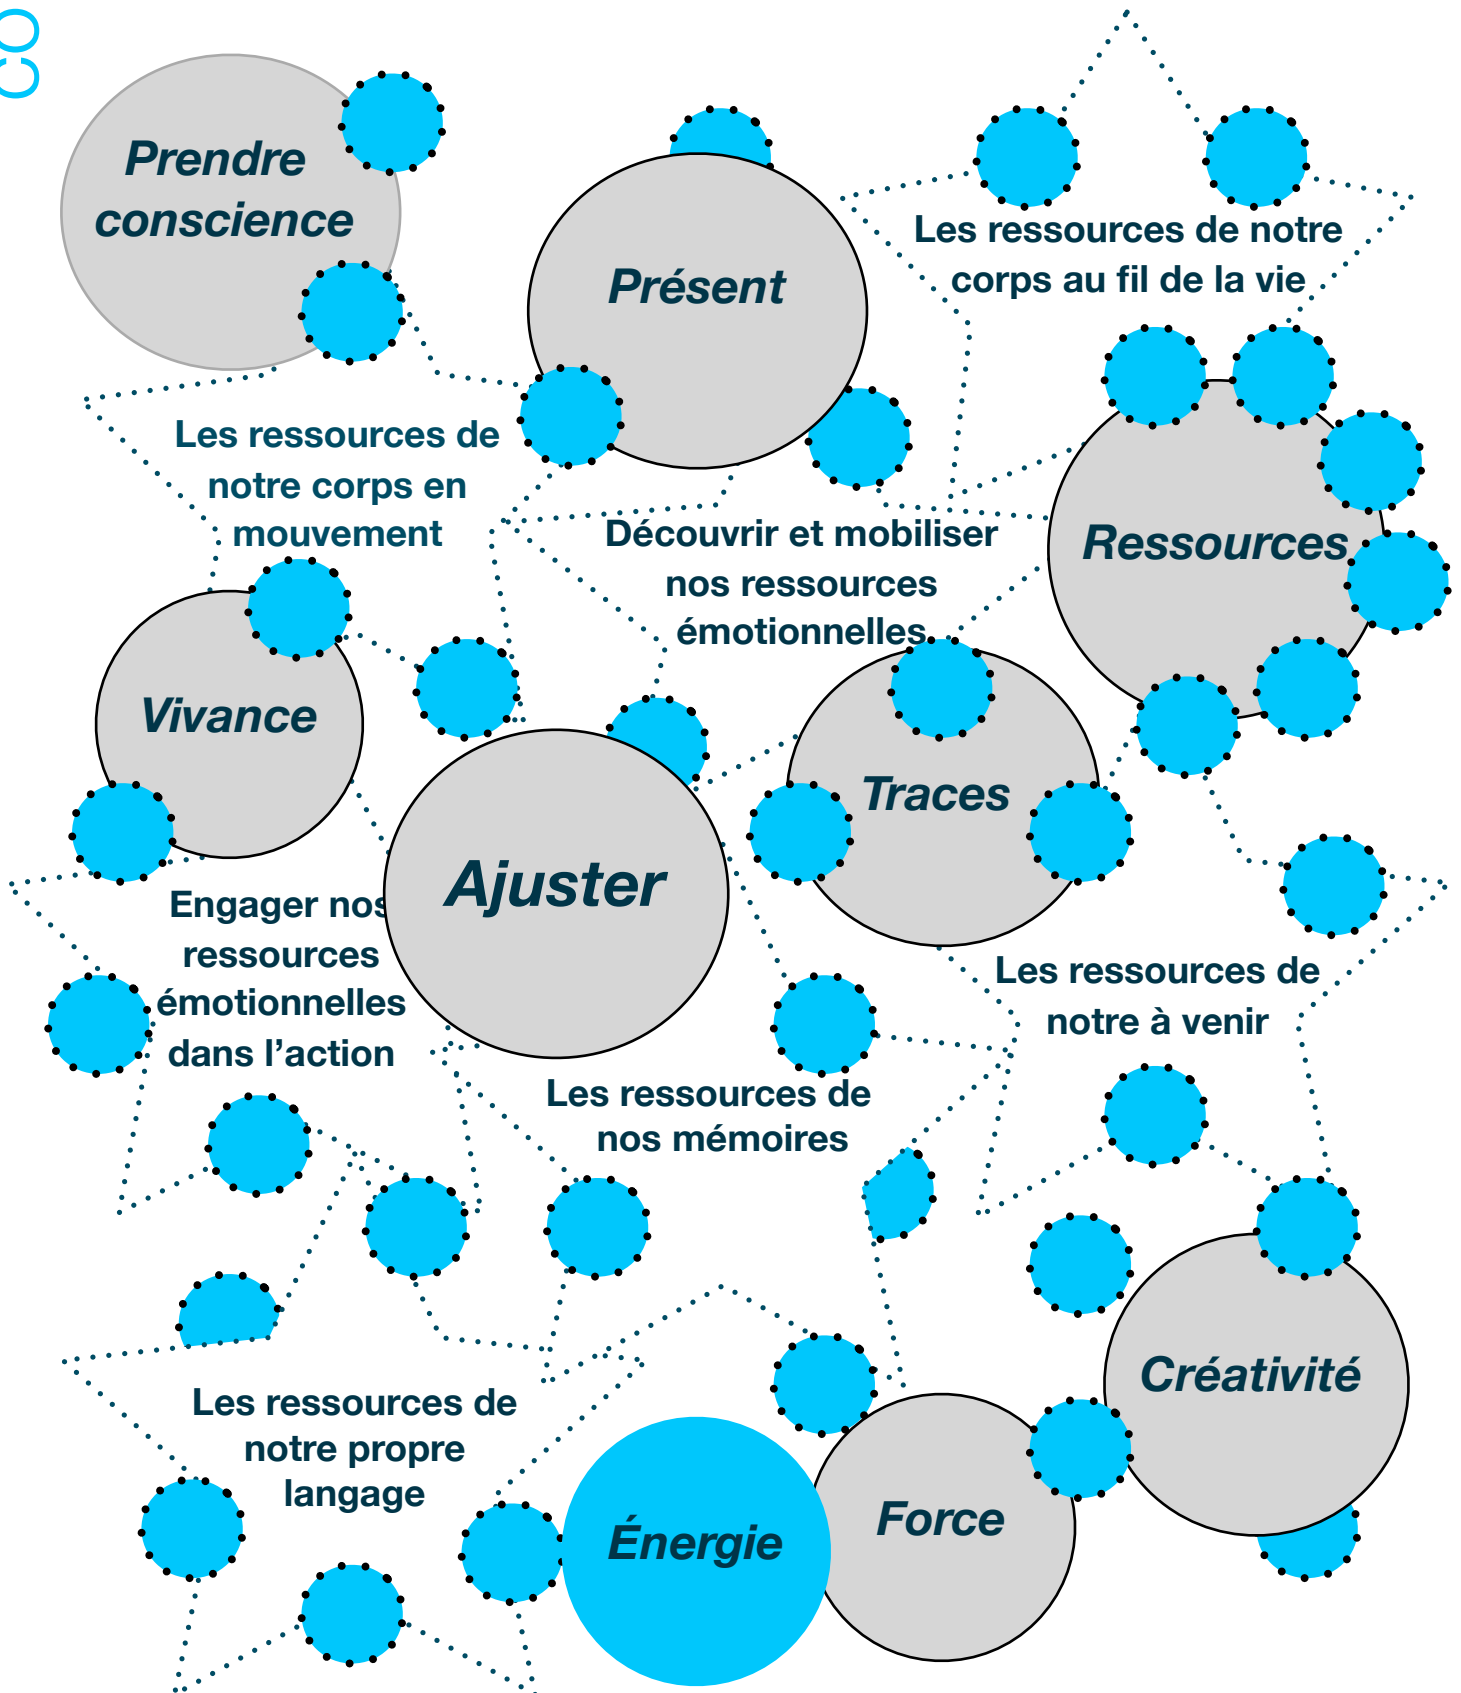 CO
Prendre
conscience
Présent
Les ressources de notre
corps au fil de la vie
Les ressources de
notre corps en
mouvement
Découvrir et mobiliser
nos ressources
émotionnelles
Ressources
Vivance
Traces
Ajuster
Engager nos
ressources
émotionnelles
dans l’action
Les ressources de
notre à venir
Les ressources de
nos mémoires
Créativité
Les ressources de
notre propre
langage
Énergie
Force